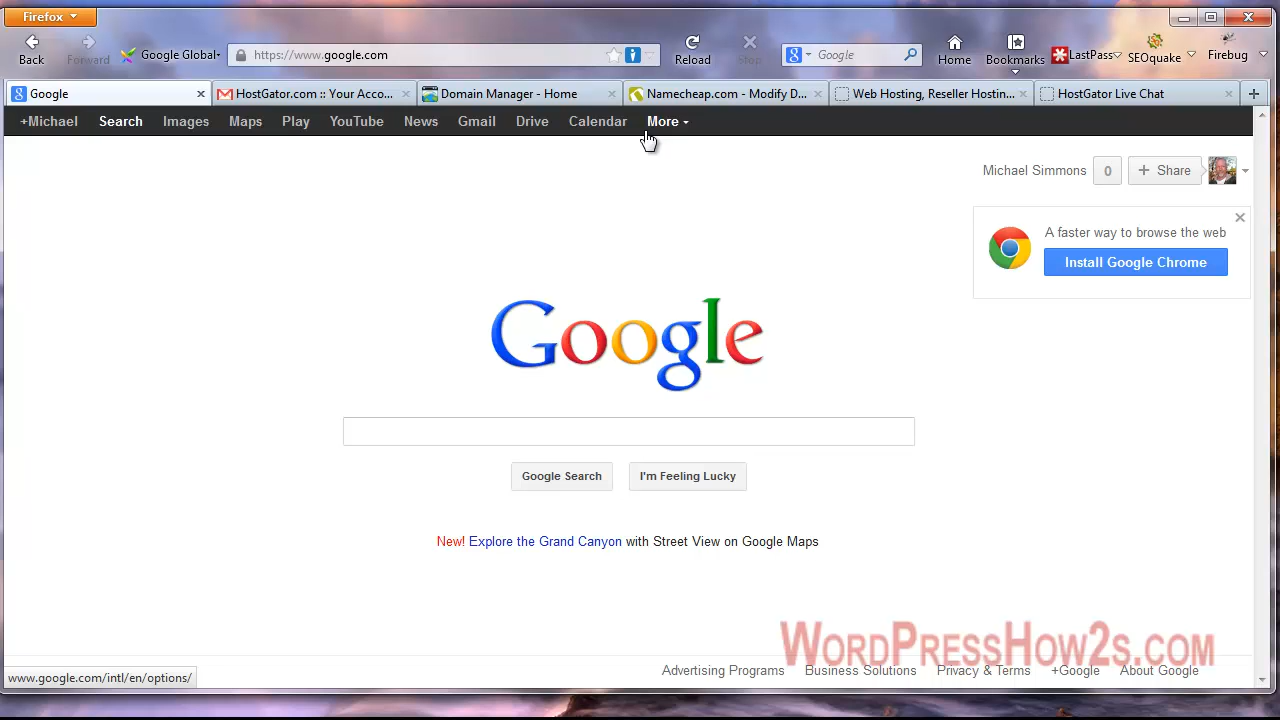 Firefox
Back Forward Google Global https://www.google.com Reload Stop Google Home Bookmarks LastPass SEOquake Firebug
Google HostGator.com :: Your Acco... Domain Manager - Home Namecheap.com - Modify D... Web Hosting, Reseller Hostin... HostGator Live Chat
+Michael Search Images Maps Play YouTube News Gmail Drive Calendar More
Michael Simmons 0 + Share
A faster way to browse the web
Install Google Chrome
Google
Google Search I'm Feeling Lucky
New! Explore the Grand Canyon with Street View on Google Maps
WordPressHow2s.com
Advertising Programs Business Solutions Privacy & Terms +Google About Google
www.google.com/intl/en/options/